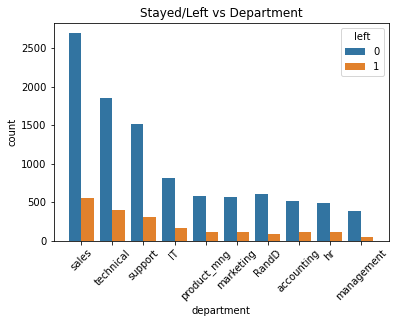 Stayed/Left vs Department
left
0
1
count
2500
2000
1500
1000
500
0
sales
technical
support
IT
product_mng
marketing
RandD
accounting
hr
management
department